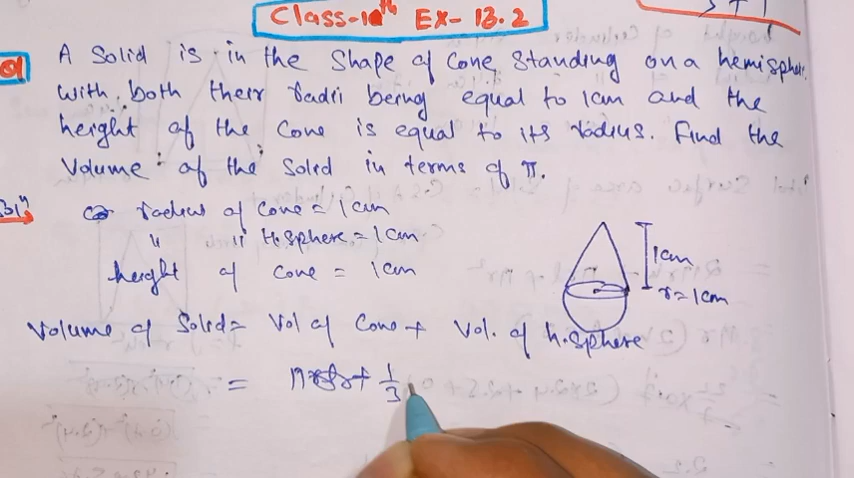 Class-10th Ex- 13.2
Q1 A Solid is in the Shape of Cone Standing on a hemisphere
with both their radii being equal to 1cm and the
height of the Cone is equal to its radius. Find the
Volume of the Solid in terms of π.
Solⁿ radius of Cone = 1cm
" " H.sphere = 1cm
height of Cone = 1cm
1cm
r=1cm
Volume of Solid = Vol of Cone + Vol. of h.sphere
= 1/3